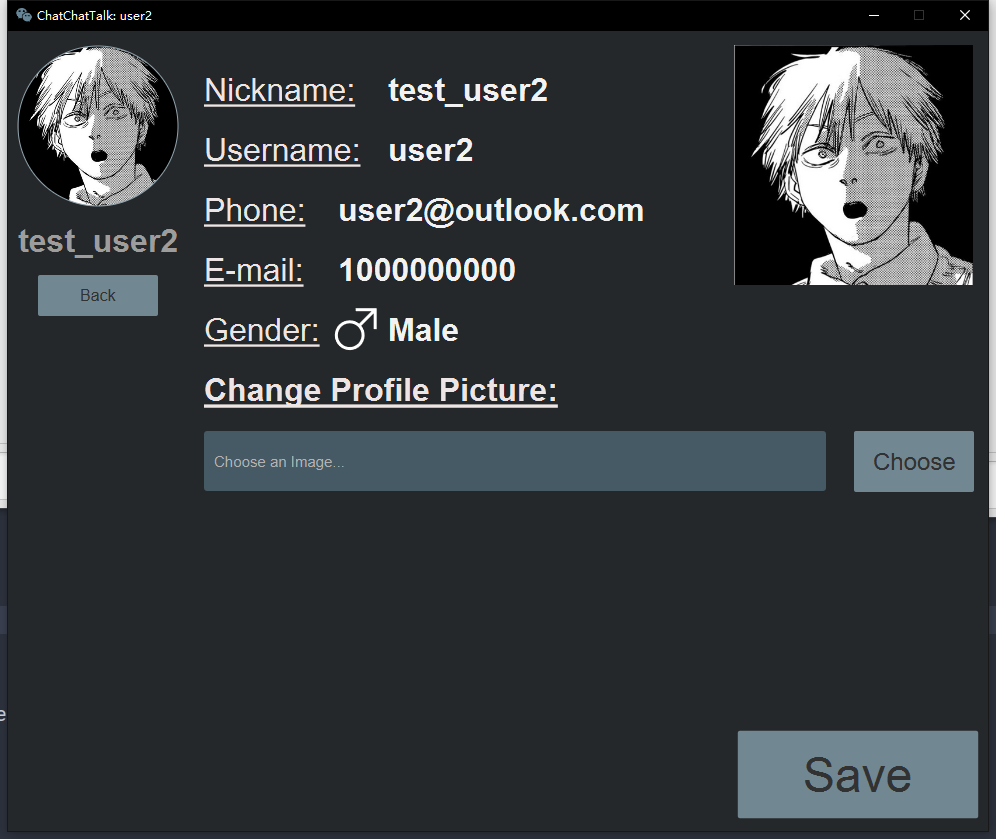 ChatChatTalk: user2
test_user2
Back
Nickname: test_user2
Username: user2
Phone: user2@outlook.com
E-mail: 1000000000
Gender: Male
Change Profile Picture:
Choose an Image...
Choose
Save
e